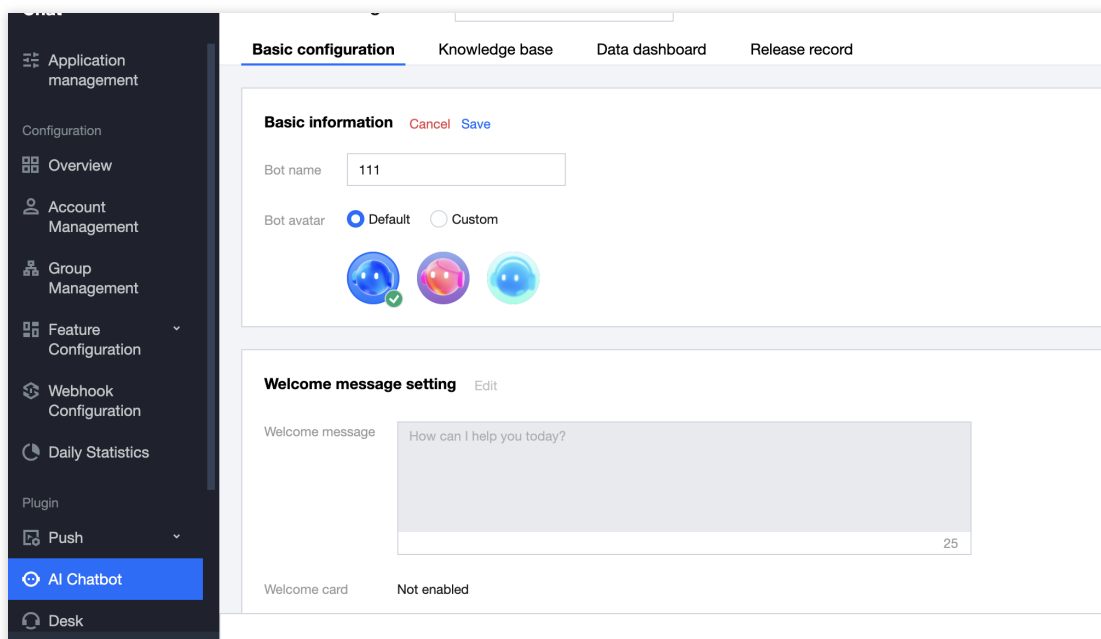 Application
management
Configuration
Overview
Account
Management
Group
Management
Feature
Configuration
Webhook
Configuration
Daily Statistics
Plugin
Push
AI Chatbot
Desk
Basic configuration Knowledge base Data dashboard Release record
Basic information Cancel Save
Bot name 111
Bot avatar Default Custom
Welcome message setting Edit
Welcome message How can I help you today?
25
Welcome card Not enabled